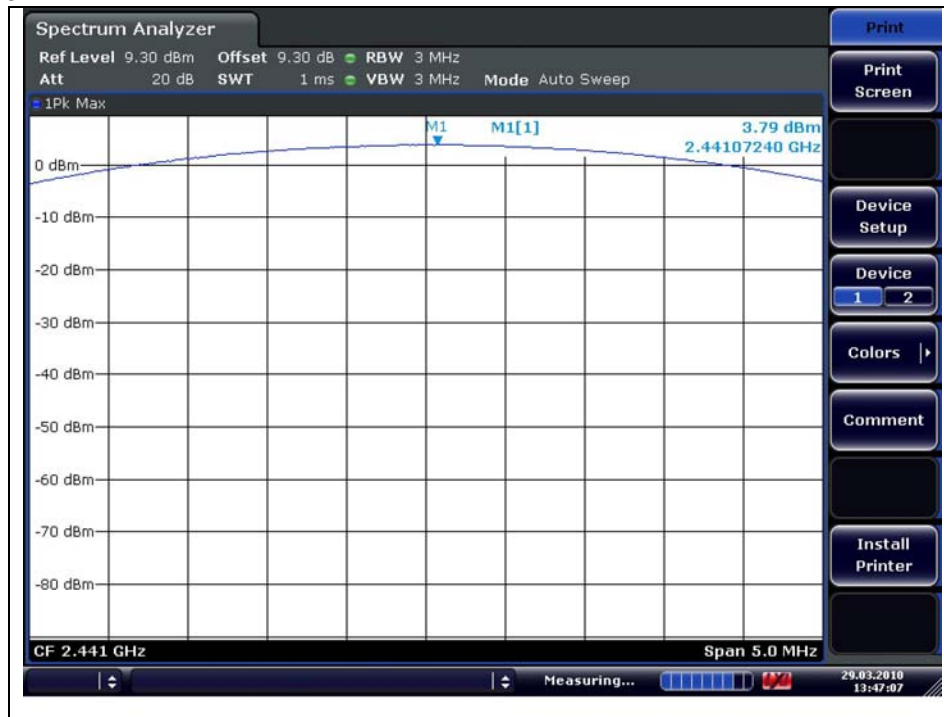 Spectrum Analyzer
Ref Level 9.30 dBm Offset 9.30 dB RBW 3 MHz
Att 20 dB SWT 1 ms VBW 3 MHz Mode Auto Sweep
1Pk Max
M1 M1[1] 3.79 dBm
2.44107240 GHz
0 dBm
-10 dBm
-20 dBm
-30 dBm
-40 dBm
-50 dBm
-60 dBm
-70 dBm
-80 dBm
CF 2.441 GHz Span 5.0 MHz
Measuring... LXI 29.03.2010
13:47:07
Print
Print
Screen
Device
Setup
Device
1 2
Colors
Comment
Install
Printer